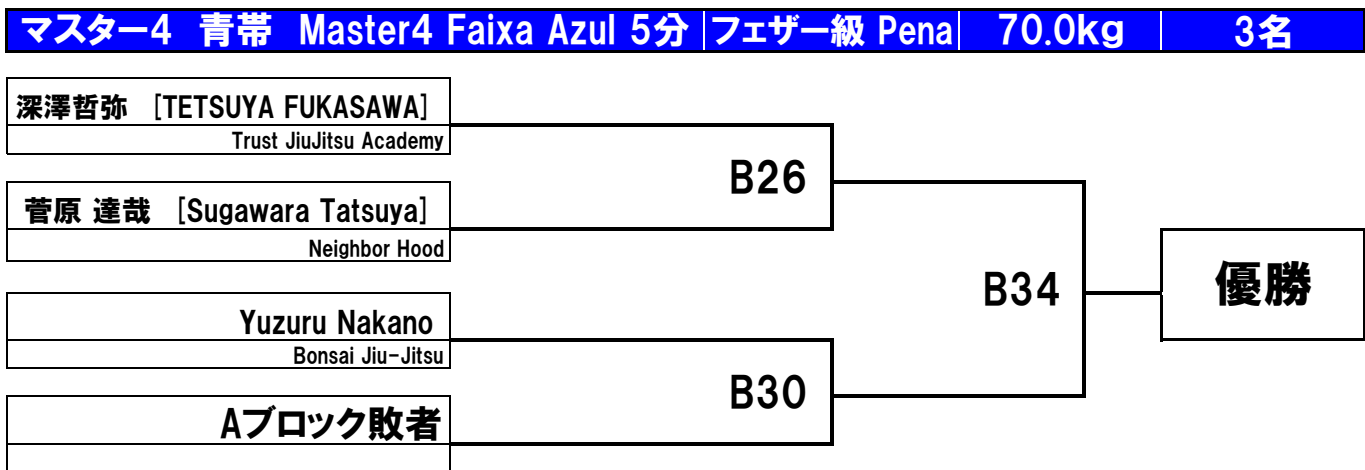 マスター4 青帯 Master4 Faixa Azul 5分 フェザー級 Pena 70.0kg 3名
深澤哲弥 [TETSUYA FUKASAWA]
Trust JiuJitsu Academy
B26
菅原 達哉 [Sugawara Tatsuya]
Neighbor Hood
B34
優勝
Yuzuru Nakano
Bonsai Jiu-Jitsu
B30
Aブロック敗者